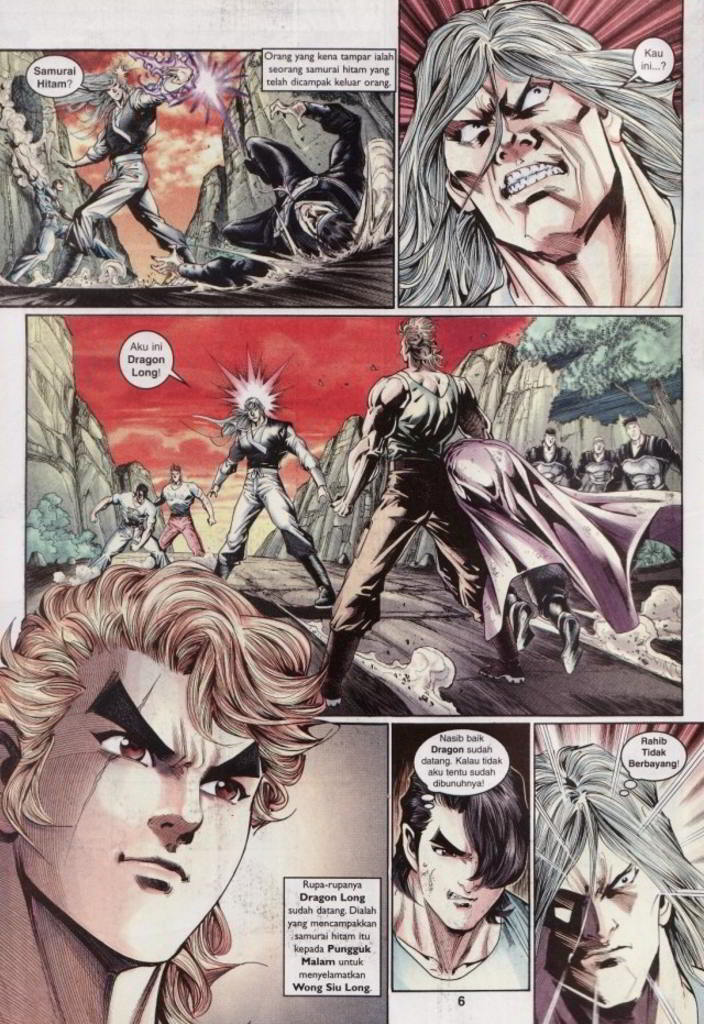 Samurai
Hitam?
Orang yang kena tampar ialah
seorang samurai hitam yang
telah dicampak keluar orang.
Kau
ini...?
Aku ini
Dragon
Long!
Rupa-rupanya
Dragon Long
sudah datang. Dialah
yang mencampakkan
samurai hitam itu
kepada Pungguk
Malam untuk
menyelamatkan
Wong Siu Long.
Nasib baik
Dragon sudah
datang. Kalau tidak
aku tentu sudah
dibunuhnya!
Rahib
Tidak
Berbayang!
6